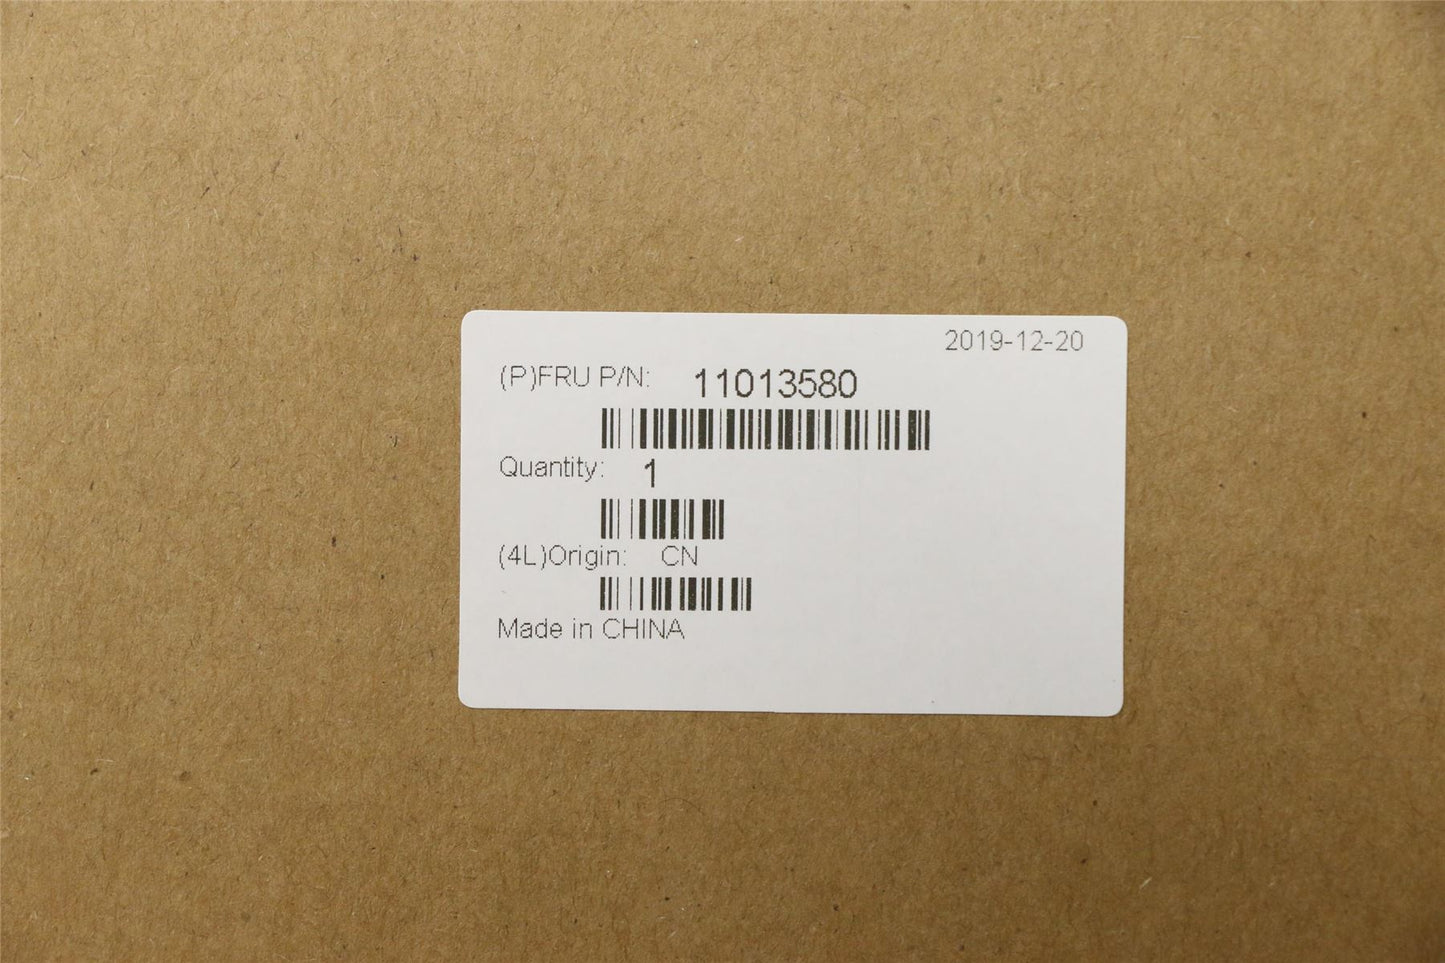 2019-12-20
(P)FRU P/N: 11013580
Quantity: 1
(4L)Origin: CN
Made in CHINA